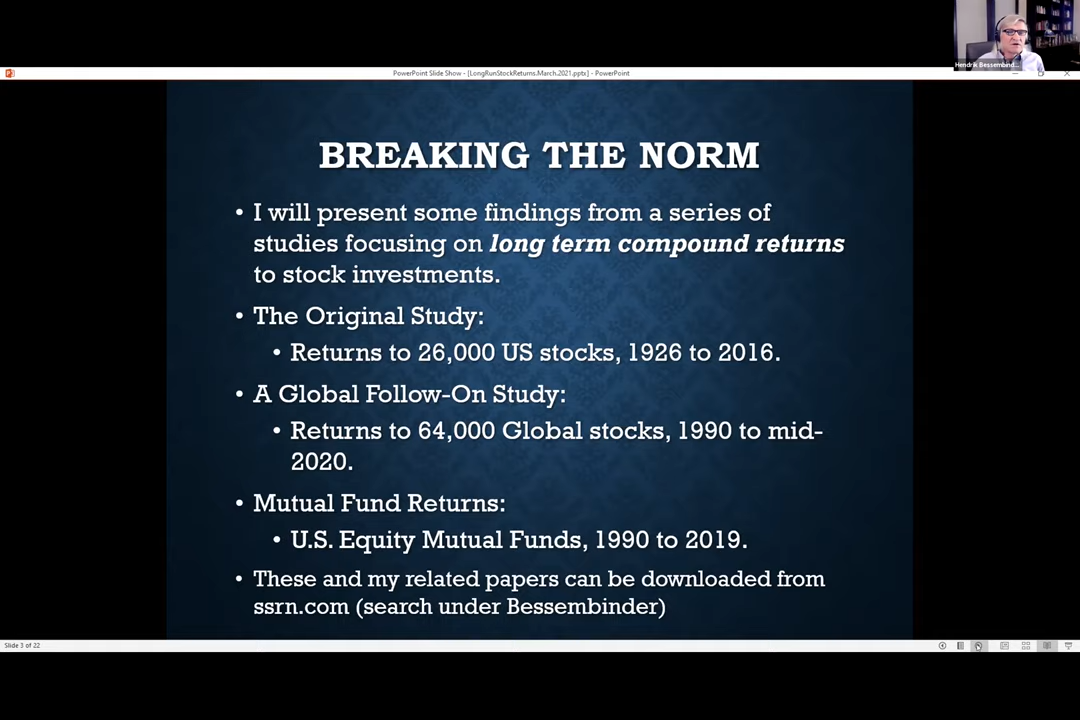 Hendrik Bessembind...
PowerPoint Slide Show - [LongRunStockReturns.March.2021.pptx] - PowerPoint
BREAKING THE NORM
• I will present some findings from a series of
studies focusing on long term compound returns
to stock investments.
• The Original Study:
• Returns to 26,000 US stocks, 1926 to 2016.
• A Global Follow-On Study:
• Returns to 64,000 Global stocks, 1990 to mid-
2020.
• Mutual Fund Returns:
• U.S. Equity Mutual Funds, 1990 to 2019.
• These and my related papers can be downloaded from
ssrn.com (search under Bessembinder)
Slide 3 of 22